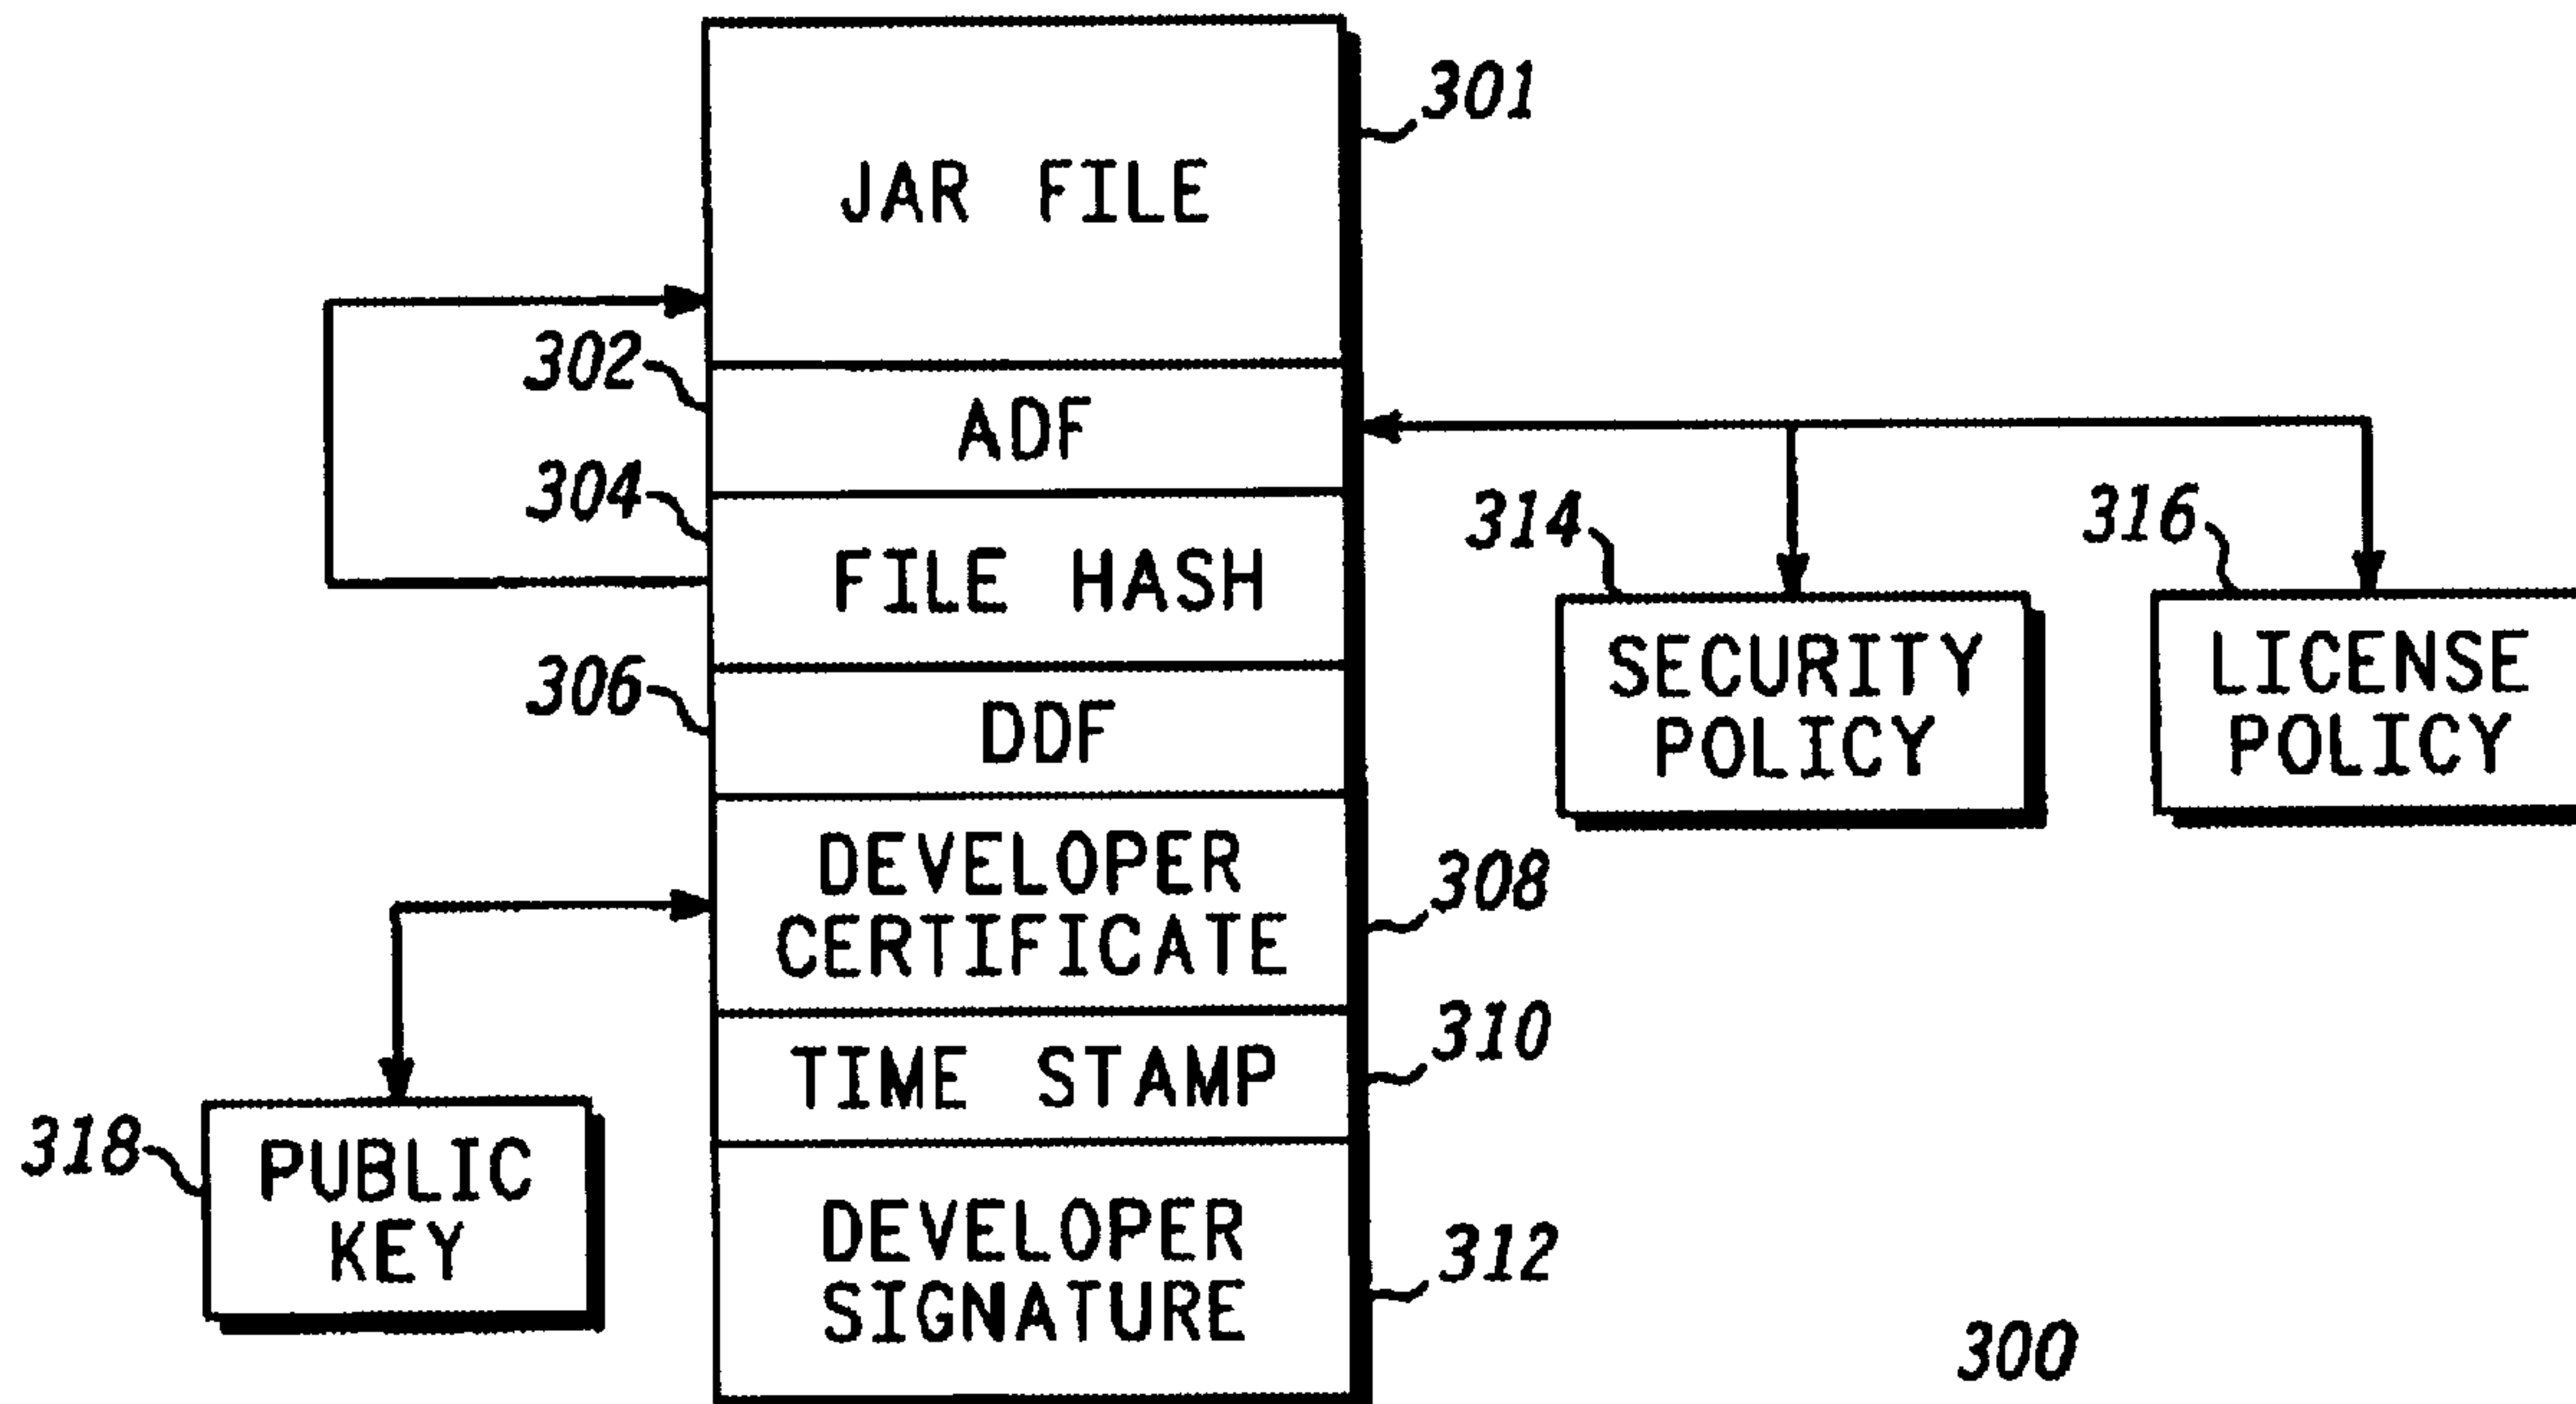 301
JAR FILE
302
ADF
304
FILE HASH
314
316
SECURITY
POLICY
LICENSE
POLICY
306
DDF
DEVELOPER
CERTIFICATE
308
TIME STAMP
310
318
PUBLIC
KEY
DEVELOPER
SIGNATURE
312
300